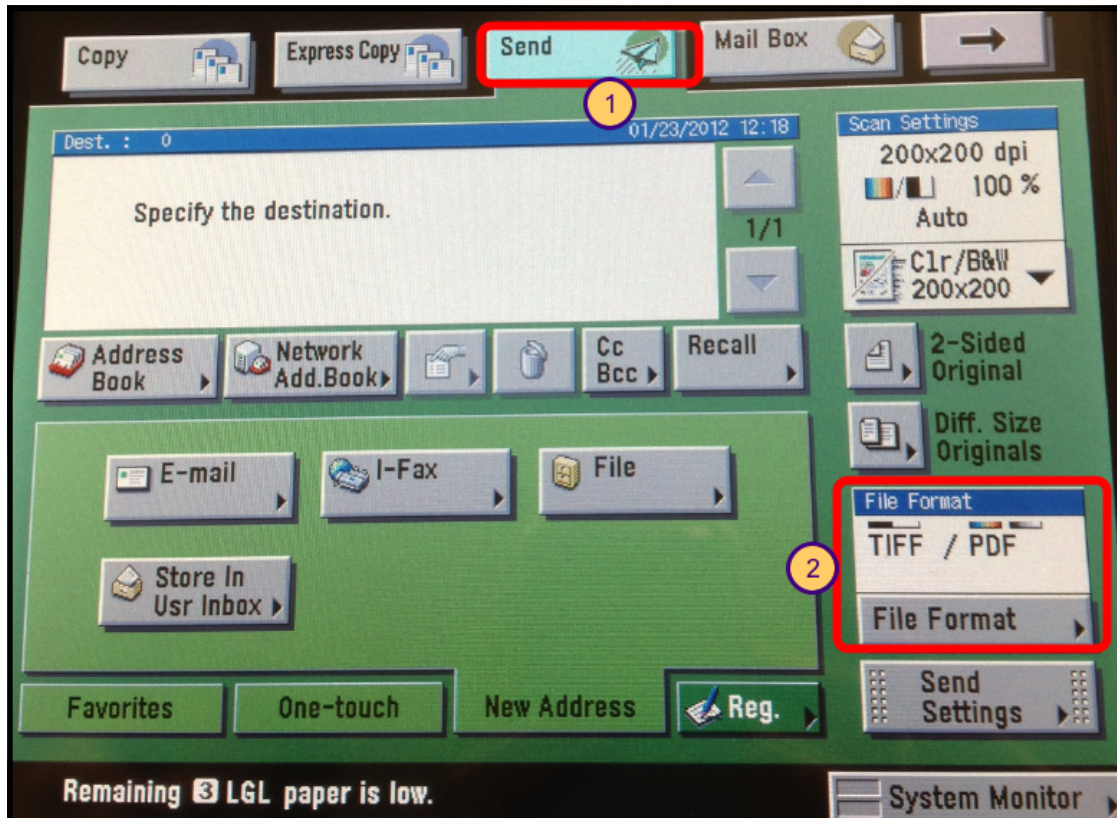 Copy
Express Copy
Send
Mail Box
1
Dest. : 0
01/23/2012 12:18
Specify the destination.
1/1
Scan Settings
200x200 dpi
/ 100 %
Auto
Clr/B&W
200x200
Address
Book
Network
Add.Book
Cc
Bcc
Recall
2-Sided
Original
Diff. Size
Originals
E-mail
I-Fax
File
Store In
Usr Inbox
2
File Format
TIFF / PDF
File Format
Favorites
One-touch
New Address
Reg.
Send
Settings
Remaining 3 LGL paper is low.
System Monitor